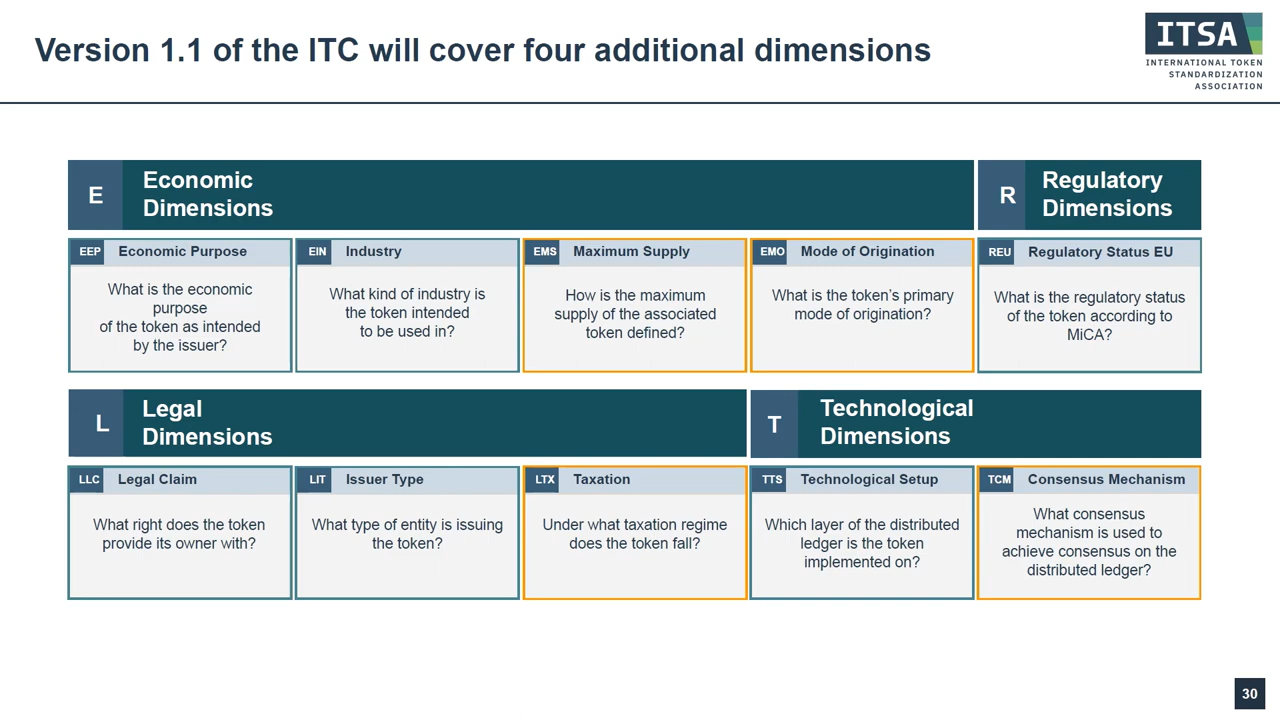 Version 1.1 of the ITC will cover four additional dimensions
ITSA
INTERNATIONAL TOKEN
STANDARDIZATION
ASSOCIATION
E
Economic
Dimensions
R
Regulatory
Dimensions
EEP
Economic Purpose
What is the economic
purpose
of the token as intended
by the issuer?
EIN
Industry
What kind of industry is
the token intended
to be used in?
EMS
Maximum Supply
How is the maximum
supply of the associated
token defined?
EMO
Mode of Origination
What is the token’s primary
mode of origination?
REU
Regulatory Status EU
What is the regulatory status
of the token according to
MiCA?
L
Legal
Dimensions
T
Technological
Dimensions
LLC
Legal Claim
What right does the token
provide its owner with?
LIT
Issuer Type
What type of entity is issuing
the token?
LTX
Taxation
Under what taxation regime
does the token fall?
TTS
Technological Setup
Which layer of the distributed
ledger is the token
implemented on?
TCM
Consensus Mechanism
What consensus
mechanism is used to
achieve consensus on the
distributed ledger?
30